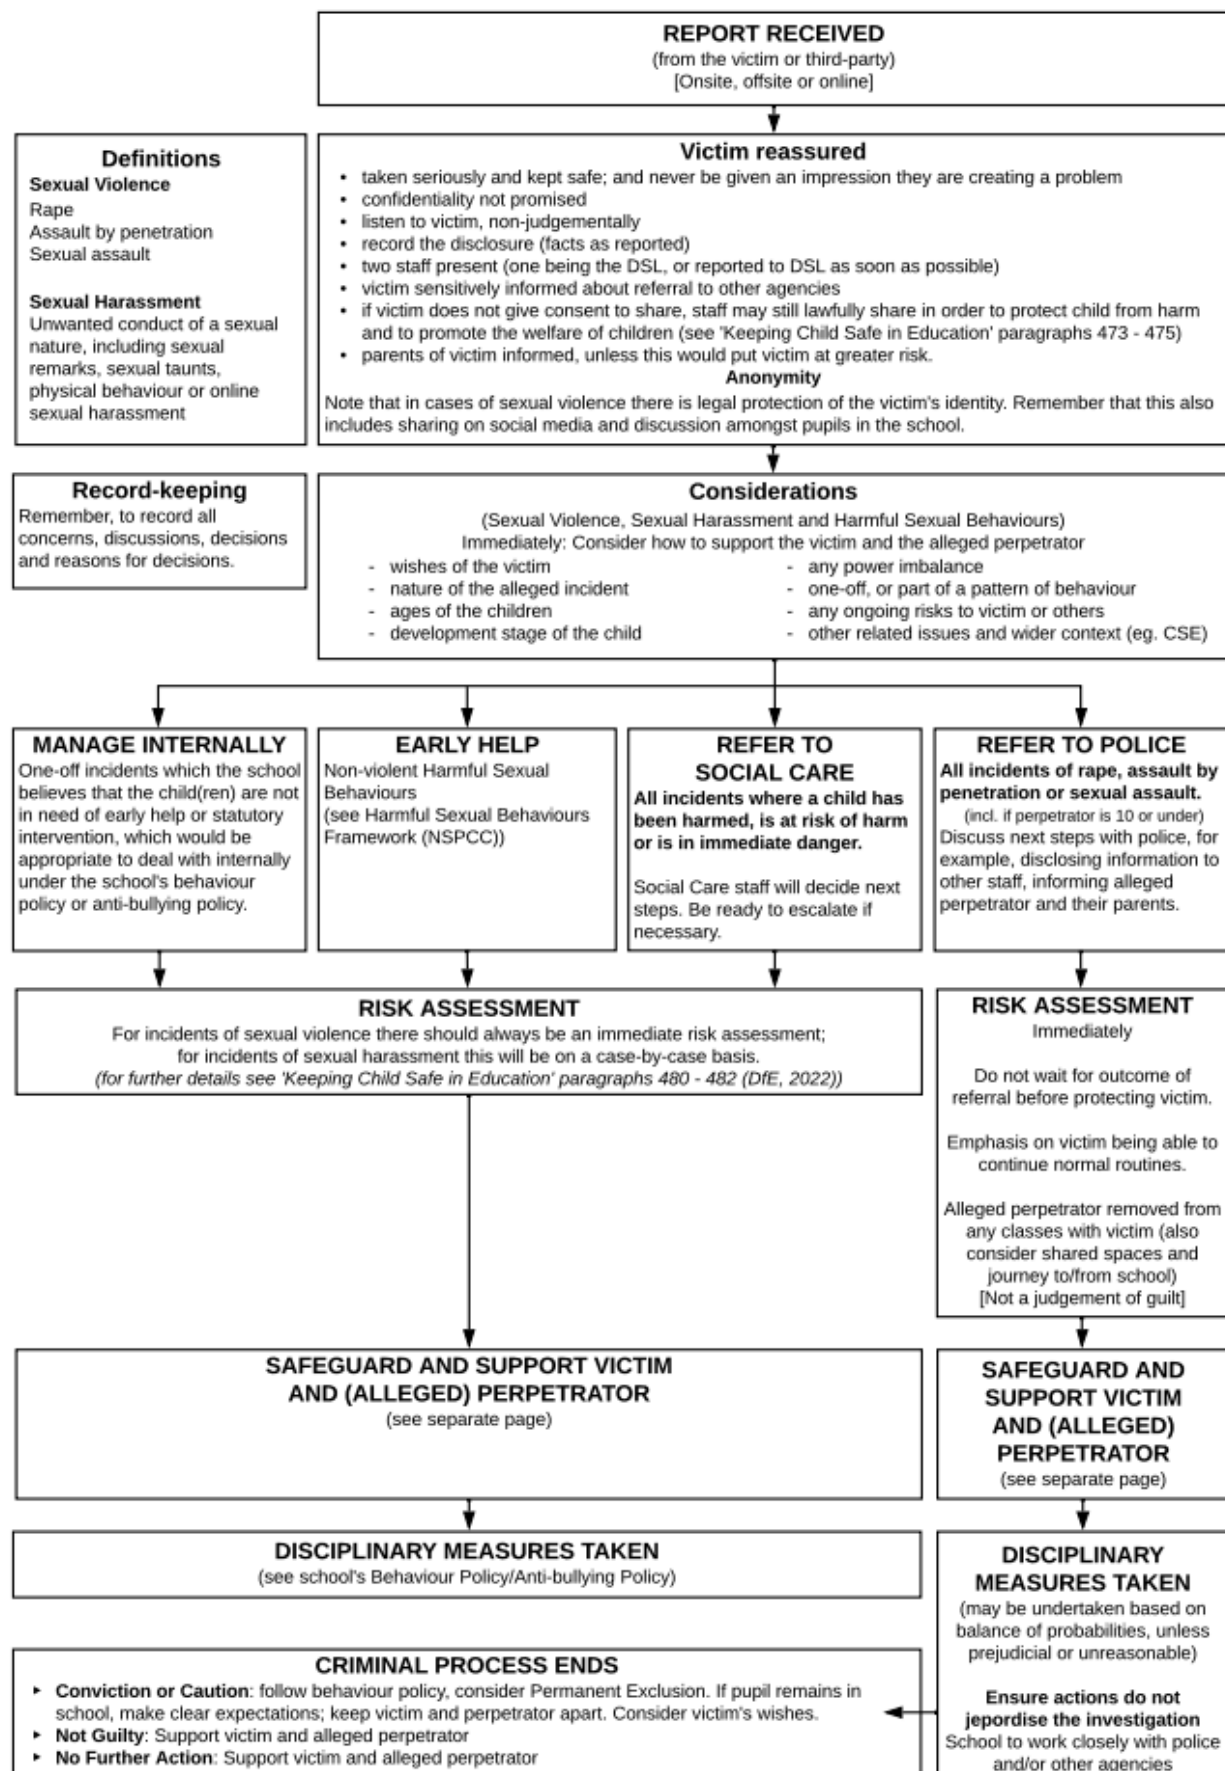 REPORT RECEIVED
(from the victim or third-party)
[Onsite, offsite or online]
Definitions
Sexual Violence
Rape
Assault by penetration
Sexual assault
Sexual Harassment
Unwanted conduct of a sexual
nature, including sexual
remarks, sexual taunts,
physical behaviour or online
sexual harassment
Victim reassured
• taken seriously and kept safe; and never be given an impression they are creating a problem
• confidentiality not promised
• listen to victim, non-judgementally
• record the disclosure (facts as reported)
• two staff present (one being the DSL, or reported to DSL as soon as possible)
• victim sensitively informed about referral to other agencies
• if victim does not give consent to share, staff may still lawfully share in order to protect child from harm
and to promote the welfare of children (see 'Keeping Child Safe in Education' paragraphs 473 - 475)
• parents of victim informed, unless this would put victim at greater risk.
Anonymity
Note that in cases of sexual violence there is legal protection of the victim's identity. Remember that this also
includes sharing on social media and discussion amongst pupils in the school.
Record-keeping
Remember, to record all
concerns, discussions, decisions
and reasons for decisions.
Considerations
(Sexual Violence, Sexual Harassment and Harmful Sexual Behaviours)
Immediately: Consider how to support the victim and the alleged perpetrator
- wishes of the victim
- nature of the alleged incident
- ages of the children
- development stage of the child
- any power imbalance
- one-off, or part of a pattern of behaviour
- any ongoing risks to victim or others
- other related issues and wider context (eg. CSE)
MANAGE INTERNALLY
One-off incidents which the school
believes that the child(ren) are not
in need of early help or statutory
intervention, which would be
appropriate to deal with internally
under the school's behaviour
policy or anti-bullying policy.
EARLY HELP
Non-violent Harmful Sexual
Behaviours
(see Harmful Sexual Behaviours
Framework (NSPCC))
REFER TO
SOCIAL CARE
All incidents where a child has
been harmed, is at risk of harm
or is in immediate danger.
Social Care staff will decide next
steps. Be ready to escalate if
necessary.
REFER TO POLICE
All incidents of rape, assault by
penetration or sexual assault.
(incl. if perpetrator is 10 or under)
Discuss next steps with police, for
example, disclosing information to
other staff, informing alleged
perpetrator and their parents.
RISK ASSESSMENT
For incidents of sexual violence there should always be an immediate risk assessment;
for incidents of sexual harassment this will be on a case-by-case basis.
(for further details see 'Keeping Child Safe in Education' paragraphs 480 - 482 (DfE, 2022))
RISK ASSESSMENT
Immediately
Do not wait for outcome of
referral before protecting victim.
Emphasis on victim being able to
continue normal routines.
Alleged perpetrator removed from
any classes with victim (also
consider shared spaces and
journey to/from school)
[Not a judgement of guilt]
SAFEGUARD AND SUPPORT VICTIM
AND (ALLEGED) PERPETRATOR
(see separate page)
SAFEGUARD AND
SUPPORT VICTIM
AND (ALLEGED)
PERPETRATOR
(see separate page)
DISCIPLINARY MEASURES TAKEN
(see school's Behaviour Policy/Anti-bullying Policy)
DISCIPLINARY
MEASURES TAKEN
(may be undertaken based on
balance of probabilities, unless
prejudicial or unreasonable)
Ensure actions do not
jepordise the investigation
School to work closely with police
and/or other agencies
CRIMINAL PROCESS ENDS
▸ Conviction or Caution: follow behaviour policy, consider Permanent Exclusion. If pupil remains in
school, make clear expectations; keep victim and perpetrator apart. Consider victim's wishes.
▸ Not Guilty: Support victim and alleged perpetrator
▸ No Further Action: Support victim and alleged perpetrator